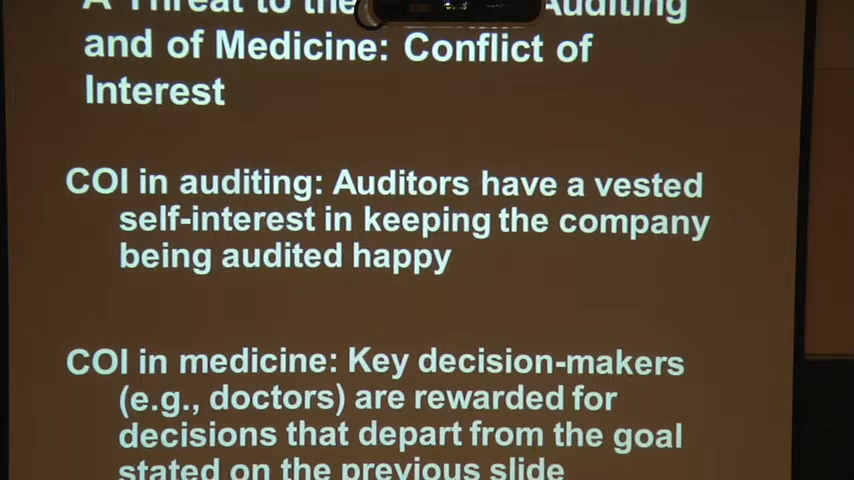 A Threat to the Auditing
and of Medicine: Conflict of
Interest
COI in auditing: Auditors have a vested
self-interest in keeping the company
being audited happy
COI in medicine: Key decision-makers
(e.g., doctors) are rewarded for
decisions that depart from the goal
stated on the previous slide